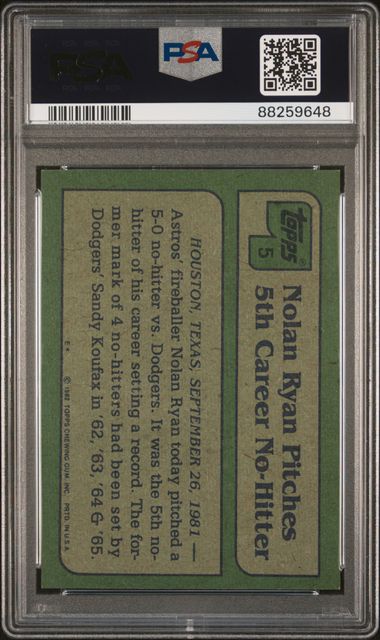 PSA
PSA
88259648
Topps® 5
Nolan Ryan Pitches
5th Career No-Hitter
HOUSTON, TEXAS, SEPTEMBER 26, 1981 —
Astros' fireballer Nolan Ryan today pitched a
5-0 no-hitter vs. Dodgers. It was the 5th no-
hitter of his career setting a record. The for-
mer mark of 4 no-hitters had been set by
Dodgers' Sandy Koufax in '62, '63, '64 & '65.
E* © 1982 TOPPS CHEWING GUM, INC. PRTD. IN U.S.A.